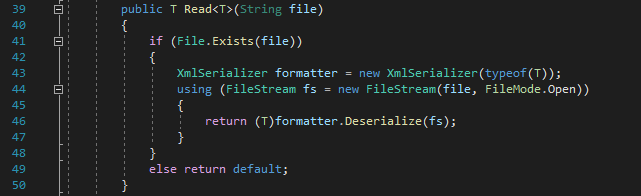 39 public T Read<T>(String file)
40 {
41 if (File.Exists(file))
42 {
43 XmlSerializer formatter = new XmlSerializer(typeof(T));
44 using (FileStream fs = new FileStream(file, FileMode.Open))
45 {
46 return (T)formatter.Deserialize(fs);
47 }
48 }
49 else return default;
50 }